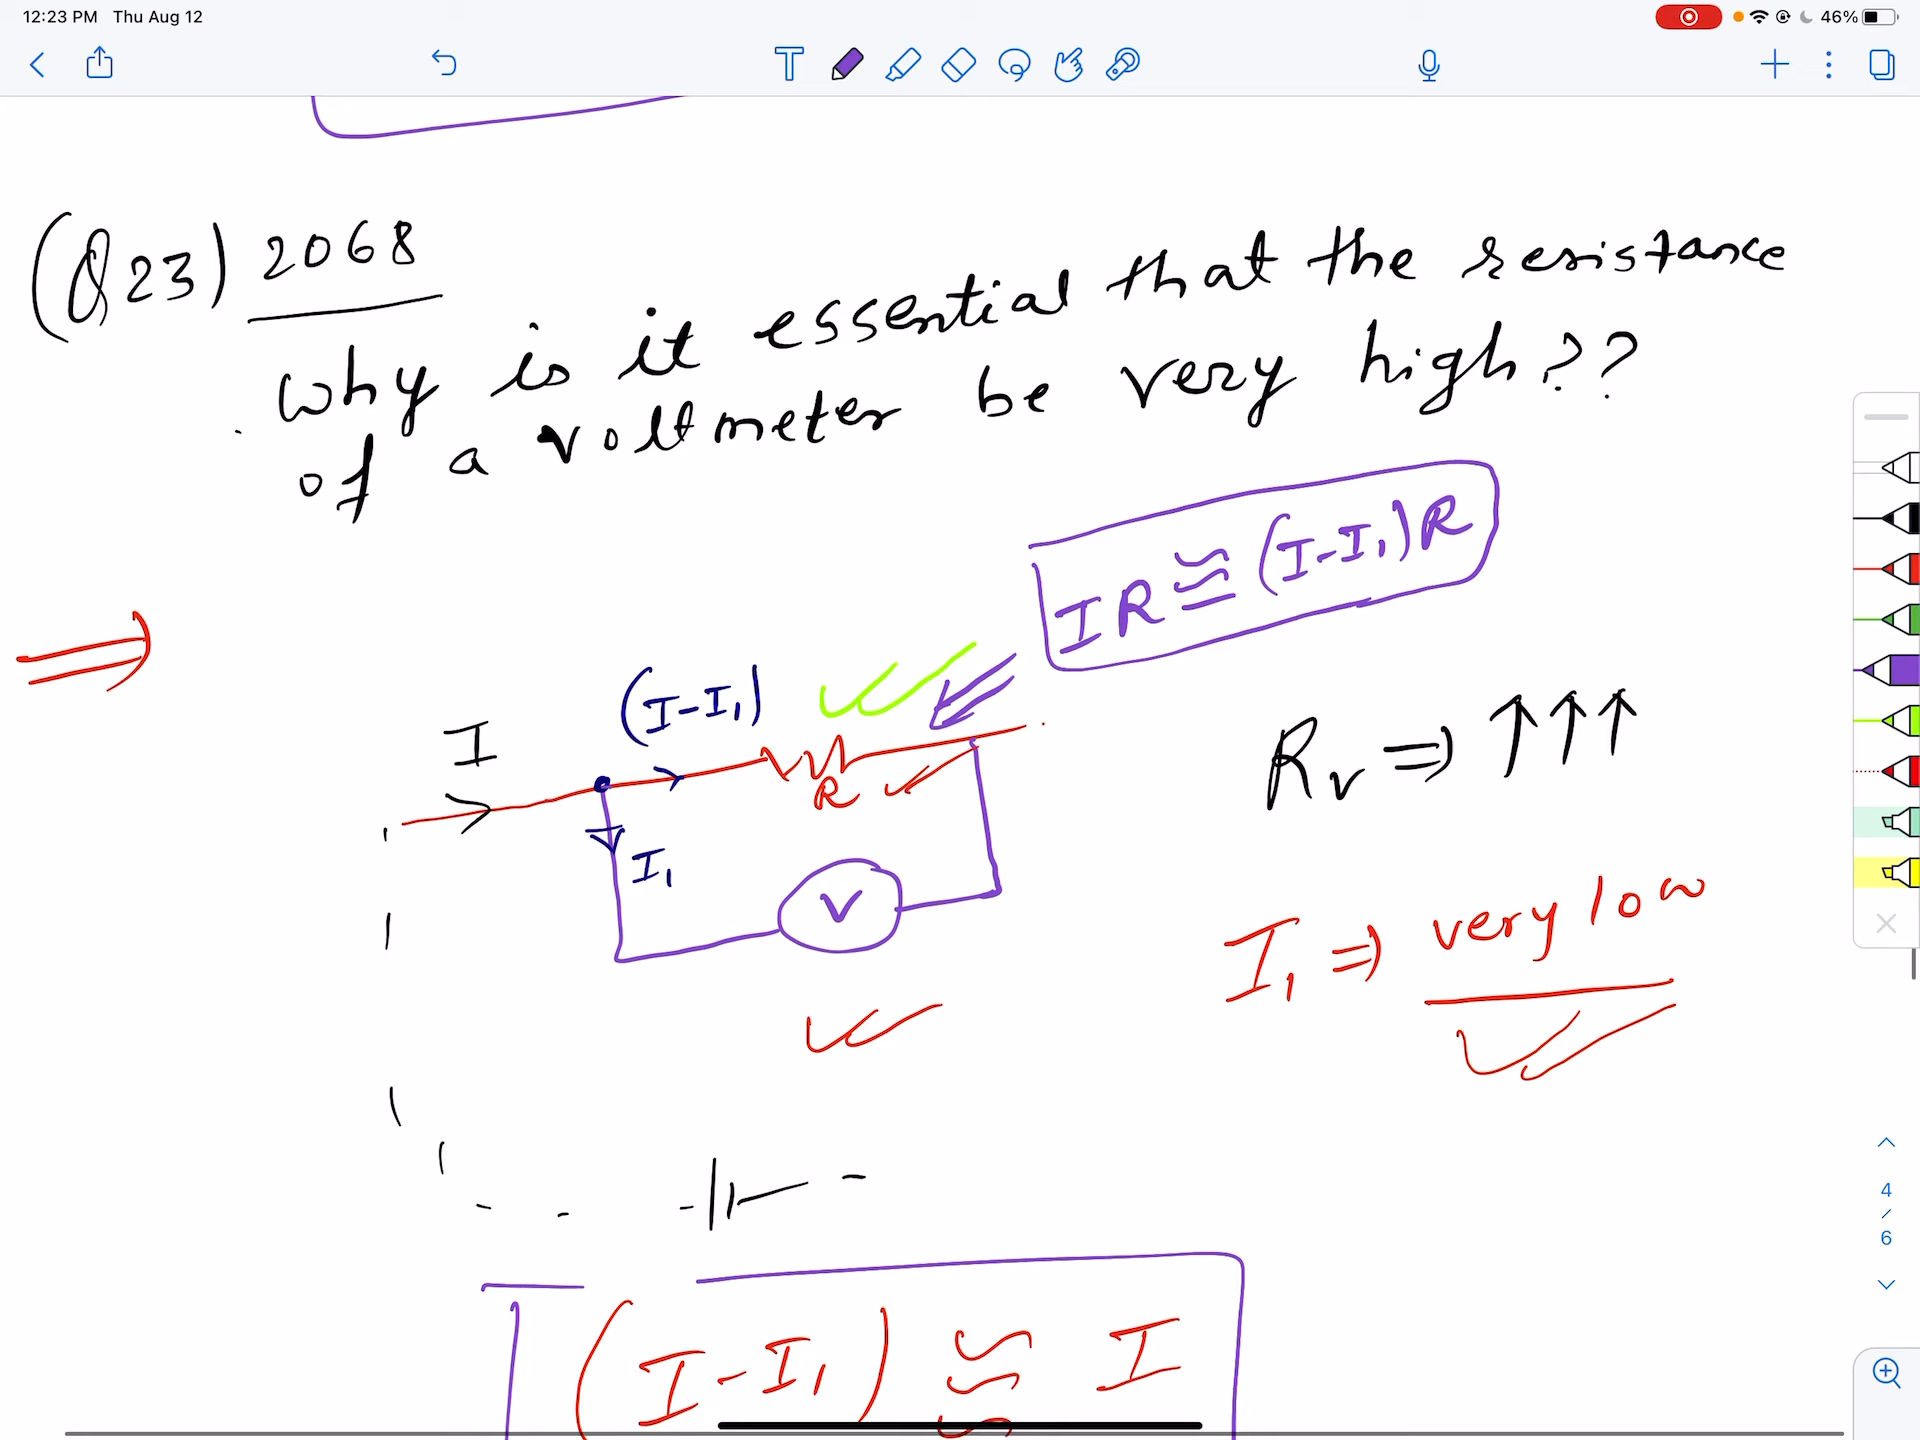 12:23 PM Thu Aug 12
46%
T
(Q23) 2068
why is it essential that the resistance
of a voltmeter be very high??
IR ≅ (I-I₁)R
(I-I₁)
I
R
Rv ⇒ ↑↑↑
I₁
V
I₁ ⇒ very low
4
/
6
(I-I₁) ≈ I